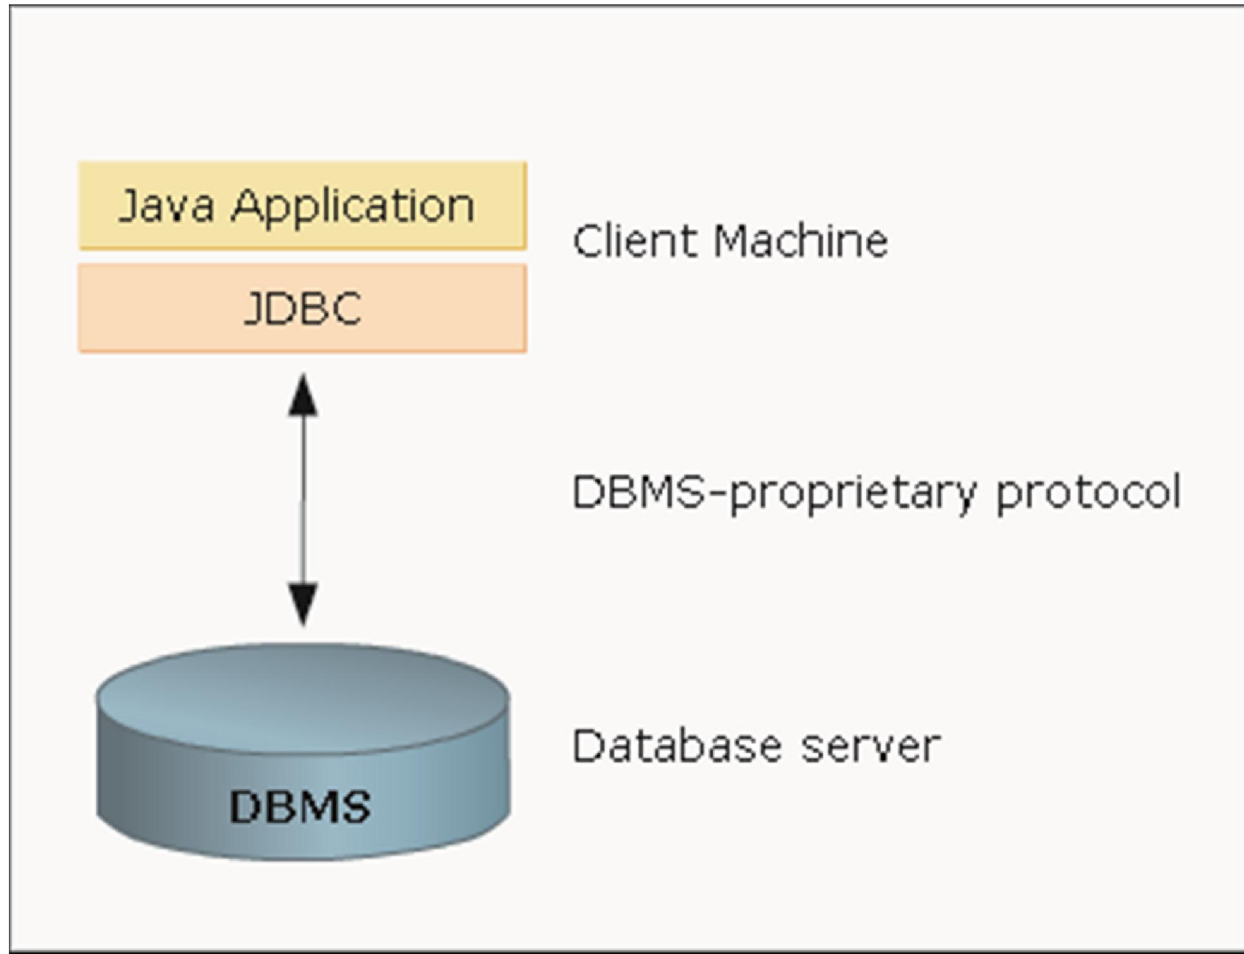 Java Application
Client Machine
JDBC
DBMS-proprietary protocol
Database server
DBMS